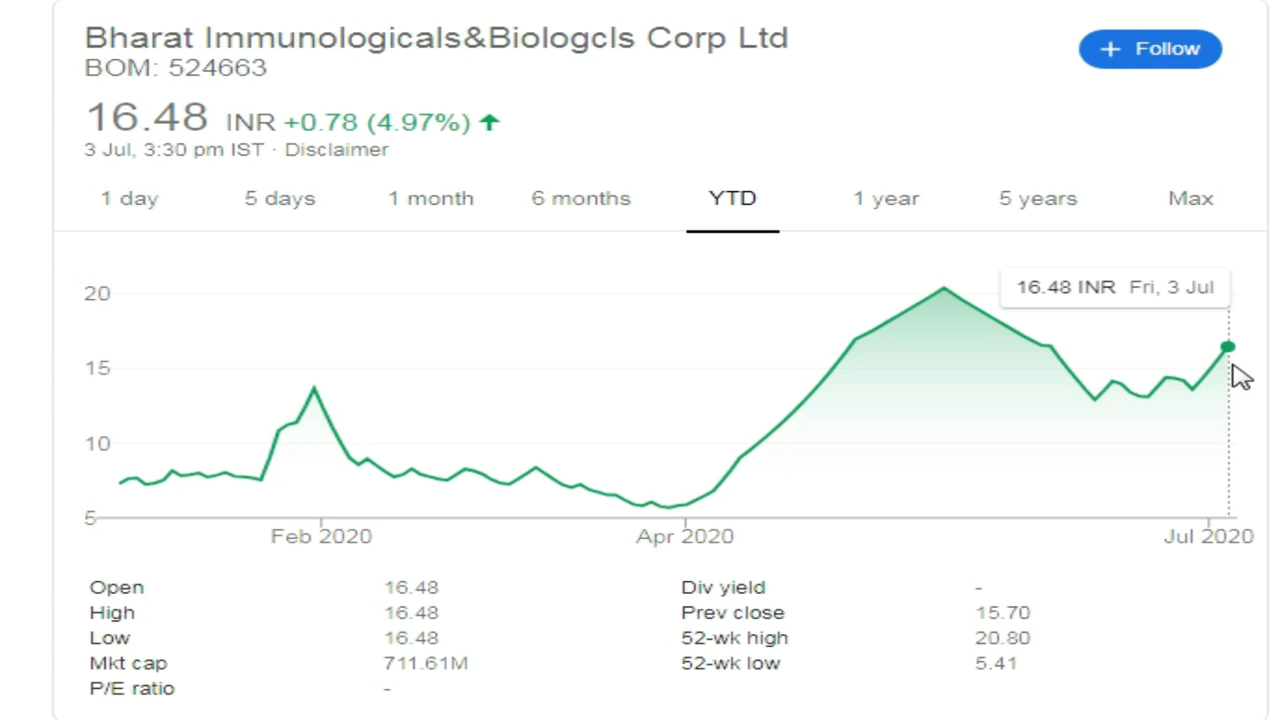 Bharat Immunologicals&Biologcls Corp Ltd
+ Follow
BOM: 524663
16.48 INR +0.78 (4.97%) ↑
3 Jul, 3:30 pm IST · Disclaimer
1 day 5 days 1 month 6 months YTD 1 year 5 years Max
16.48 INR Fri, 3 Jul
20
15
10
5
Feb 2020 Apr 2020 Jul 2020
Open 16.48 Div yield -
High 16.48 Prev close 15.70
Low 16.48 52-wk high 20.80
Mkt cap 711.61M 52-wk low 5.41
P/E ratio -